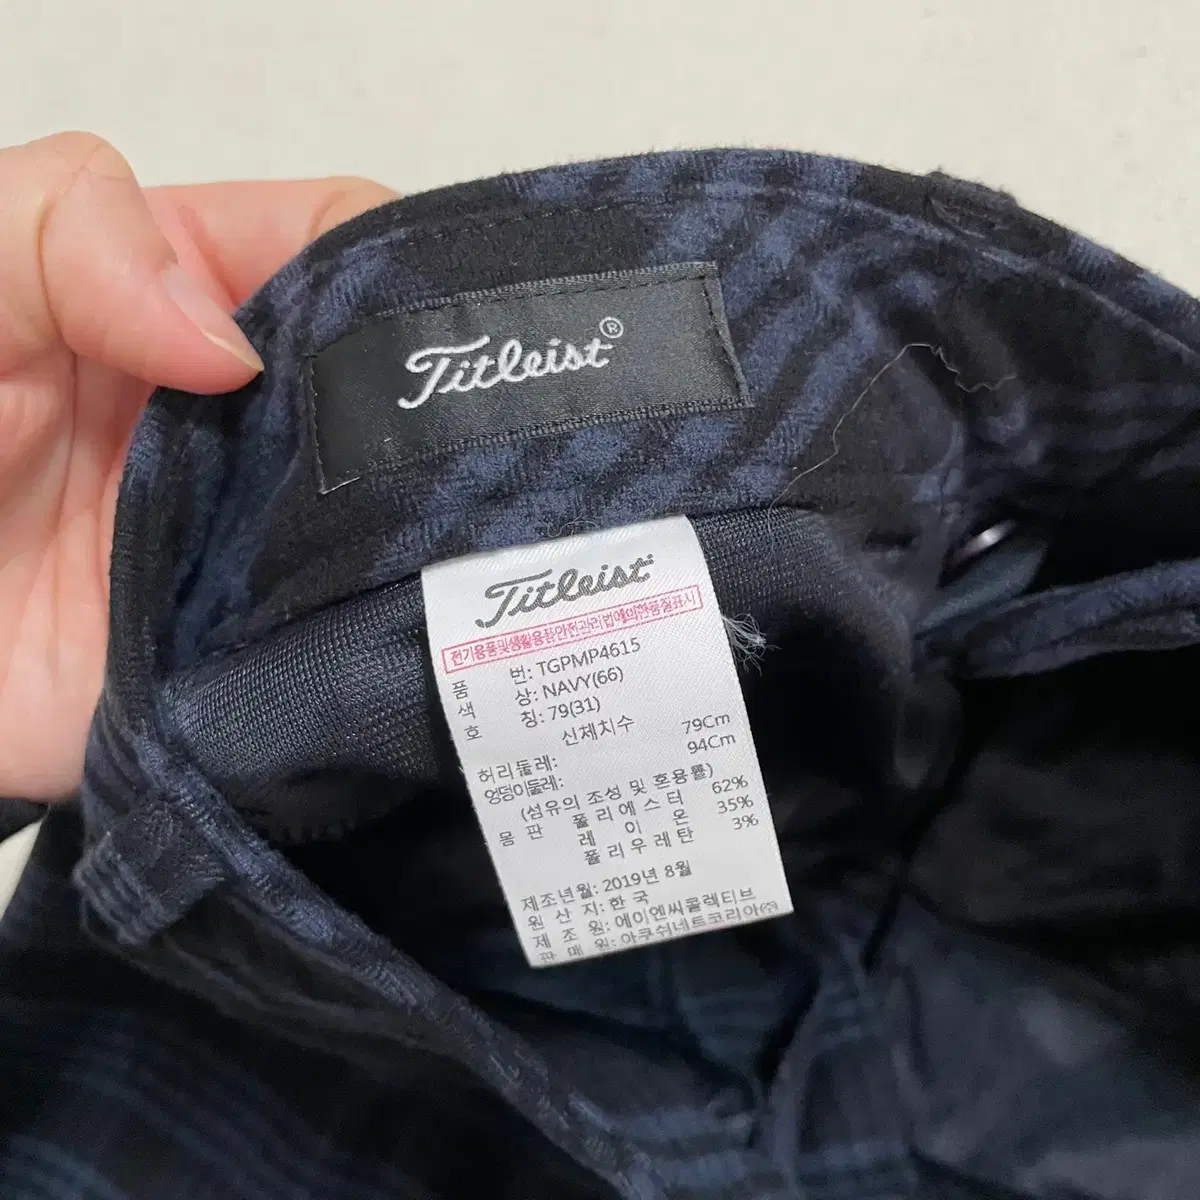 Titleist®
Titleist
전기용품및생활용품안전관리법에의한품질표시
품 번: TGPMP4615
색 상: NAVY(66)
호 칭: 79(31)
신체치수
허리둘레: 79Cm
엉덩이둘레: 94Cm
(섬유의 조성 및 혼용률)
몸 판 폴리에스터 62%
레 이 온 35%
폴리우레탄 3%
제조년월: 2019년 8월
원 산 지: 한국
제 조 원: 에이엔씨콜렉티브
판 매 원: 아쿠쉬네트코리아㈜